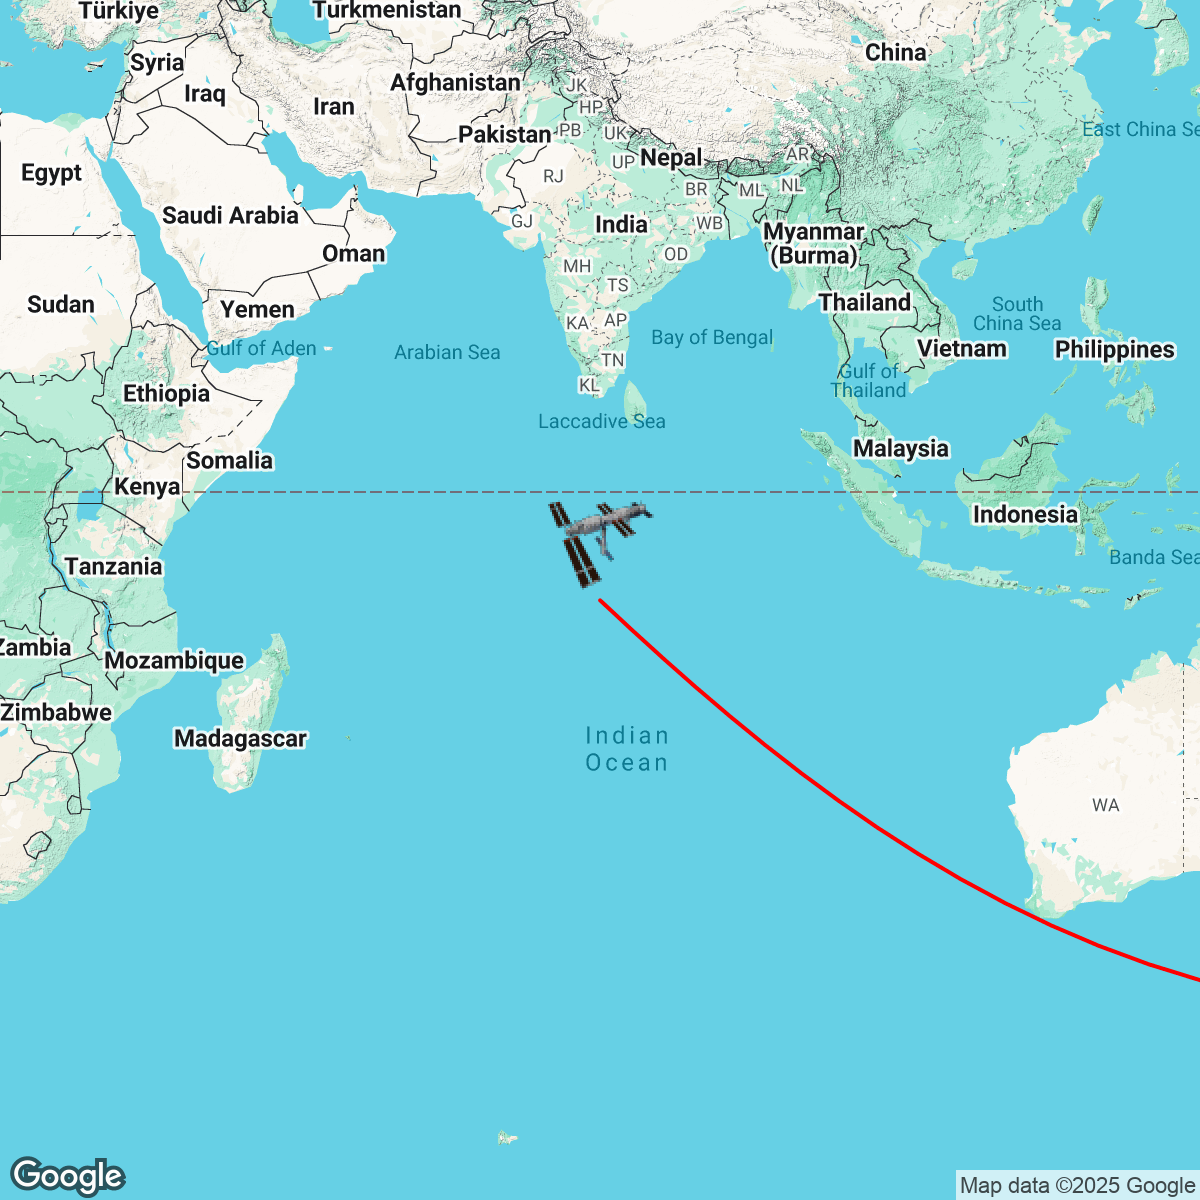 Türkiye
Turkmenistan
China
Syria
Afghanistan
Iraq
JK
Iran
HP
East China Se
Pakistan
PB
UK
Nepal
AR
UP
Egypt
RJ
BR
ML
NL
Saudi Arabia
GJ
India
WB
Myanmar
(Burma)
Oman
OD
MH
TS
Sudan
Yemen
Thailand
South
China Sea
KA
AP
Bay of Bengal
Gulf of Aden
Arabian Sea
Vietnam
Philippines
TN
Gulf of
Thailand
KL
Ethiopia
Laccadive Sea
Malaysia
Somalia
Kenya
Indonesia
Banda Sea
Tanzania
Zambia
Mozambique
Zimbabwe
Madagascar
Indian
Ocean
WA
Google
Map data ©2025 Google